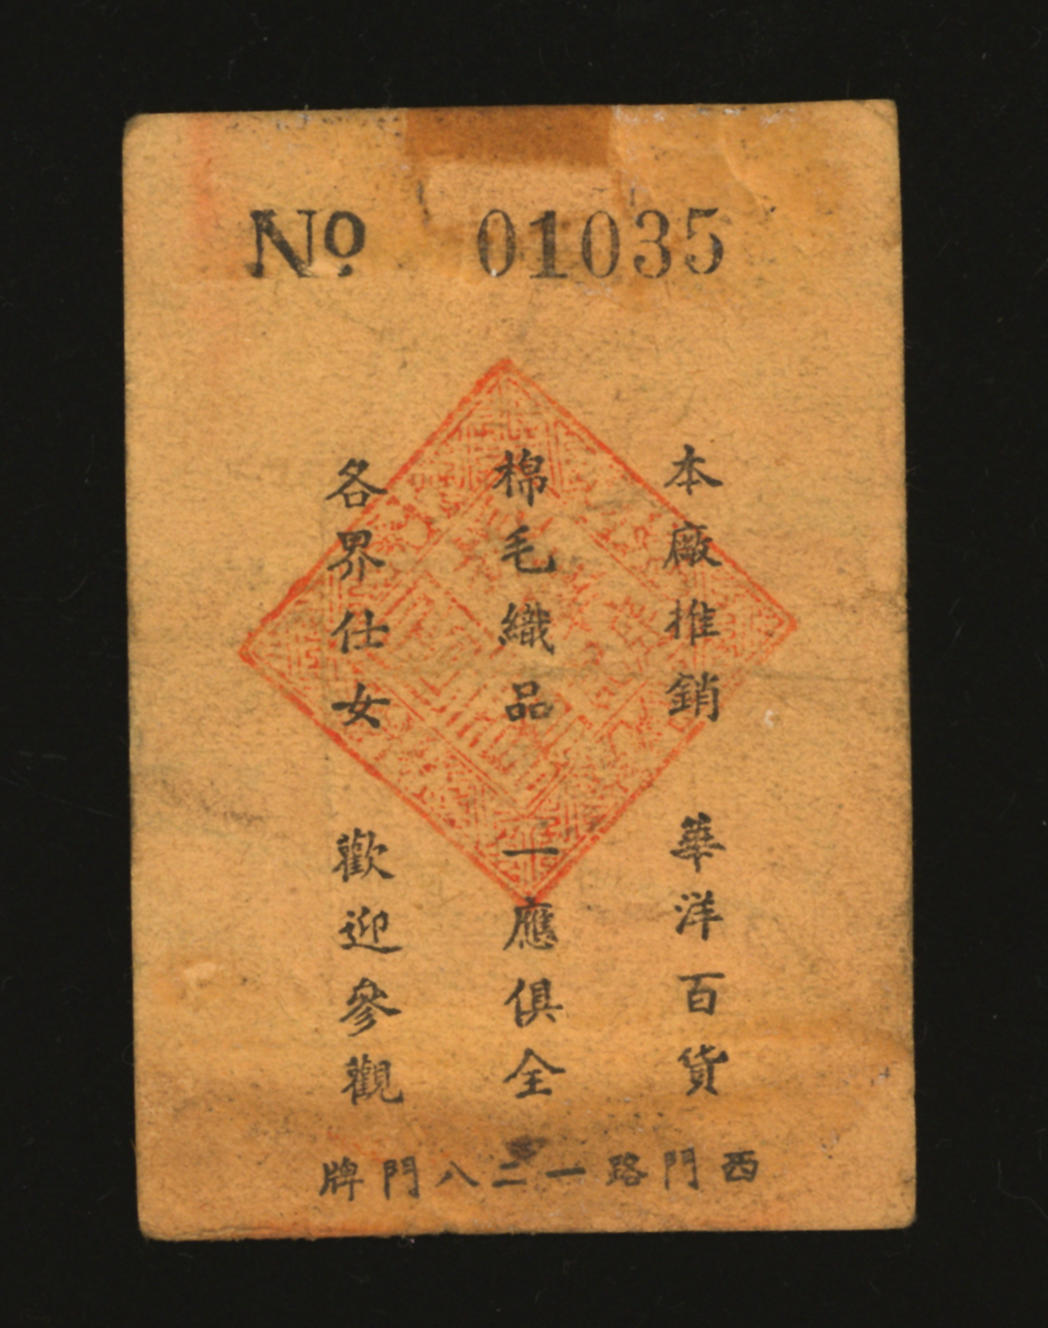 Nº 01035
本廠推銷 華洋百貨
棉毛織品 一應俱全
各界仕女 歡迎參觀
西門路一二八門牌